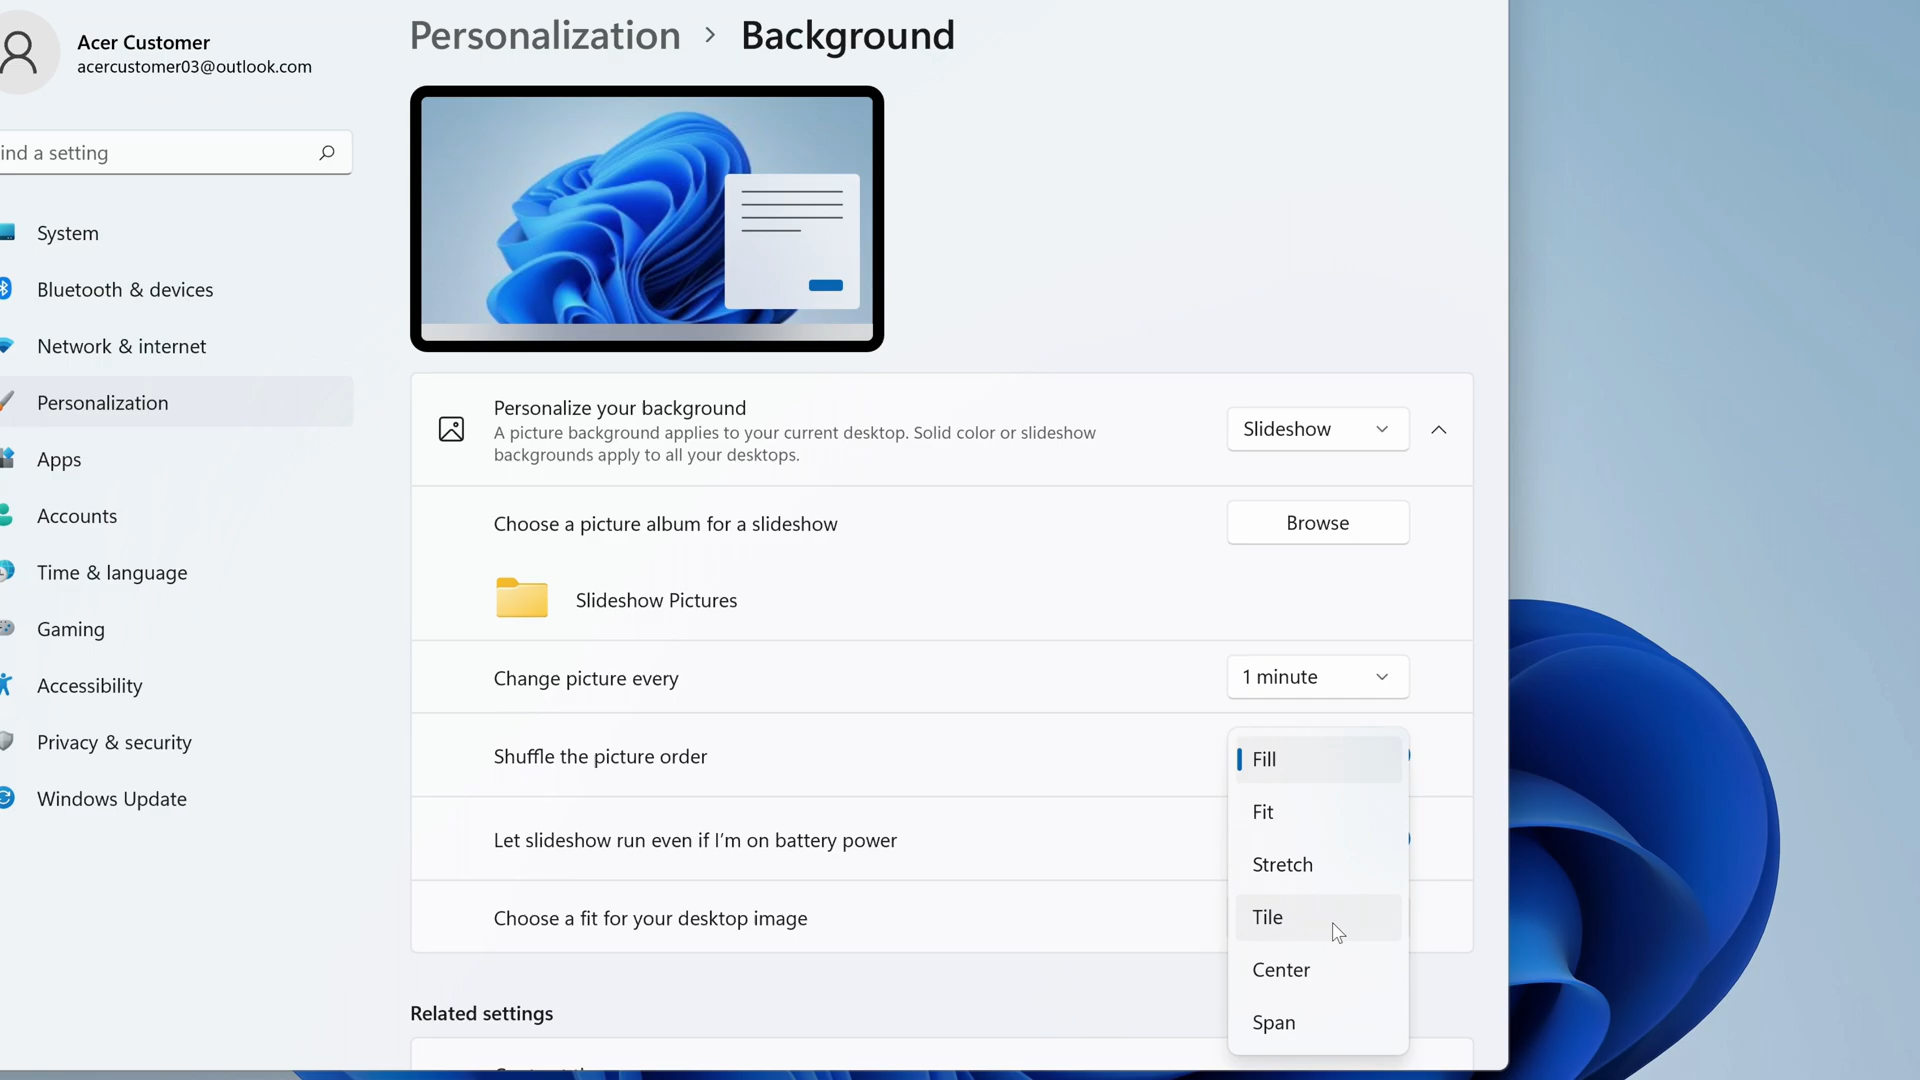 Acer Customer
acercustomer03@outlook.com
ind a setting
System
Bluetooth & devices
Network & internet
Personalization
Apps
Accounts
Time & language
Gaming
Accessibility
Privacy & security
Windows Update
Personalization > Background
Personalize your background
A picture background applies to your current desktop. Solid color or slideshow
backgrounds apply to all your desktops.
Slideshow
Choose a picture album for a slideshow
Browse
Slideshow Pictures
Change picture every
1 minute
Shuffle the picture order
Let slideshow run even if I'm on battery power
Choose a fit for your desktop image
Fill
Fit
Stretch
Tile
Center
Span
Related settings